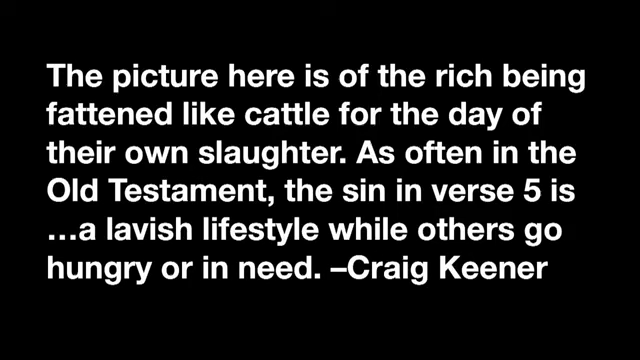 The picture here is of the rich being
fattened like cattle for the day of
their own slaughter. As often in the
Old Testament, the sin in verse 5 is
…a lavish lifestyle while others go
hungry or in need. –Craig Keener